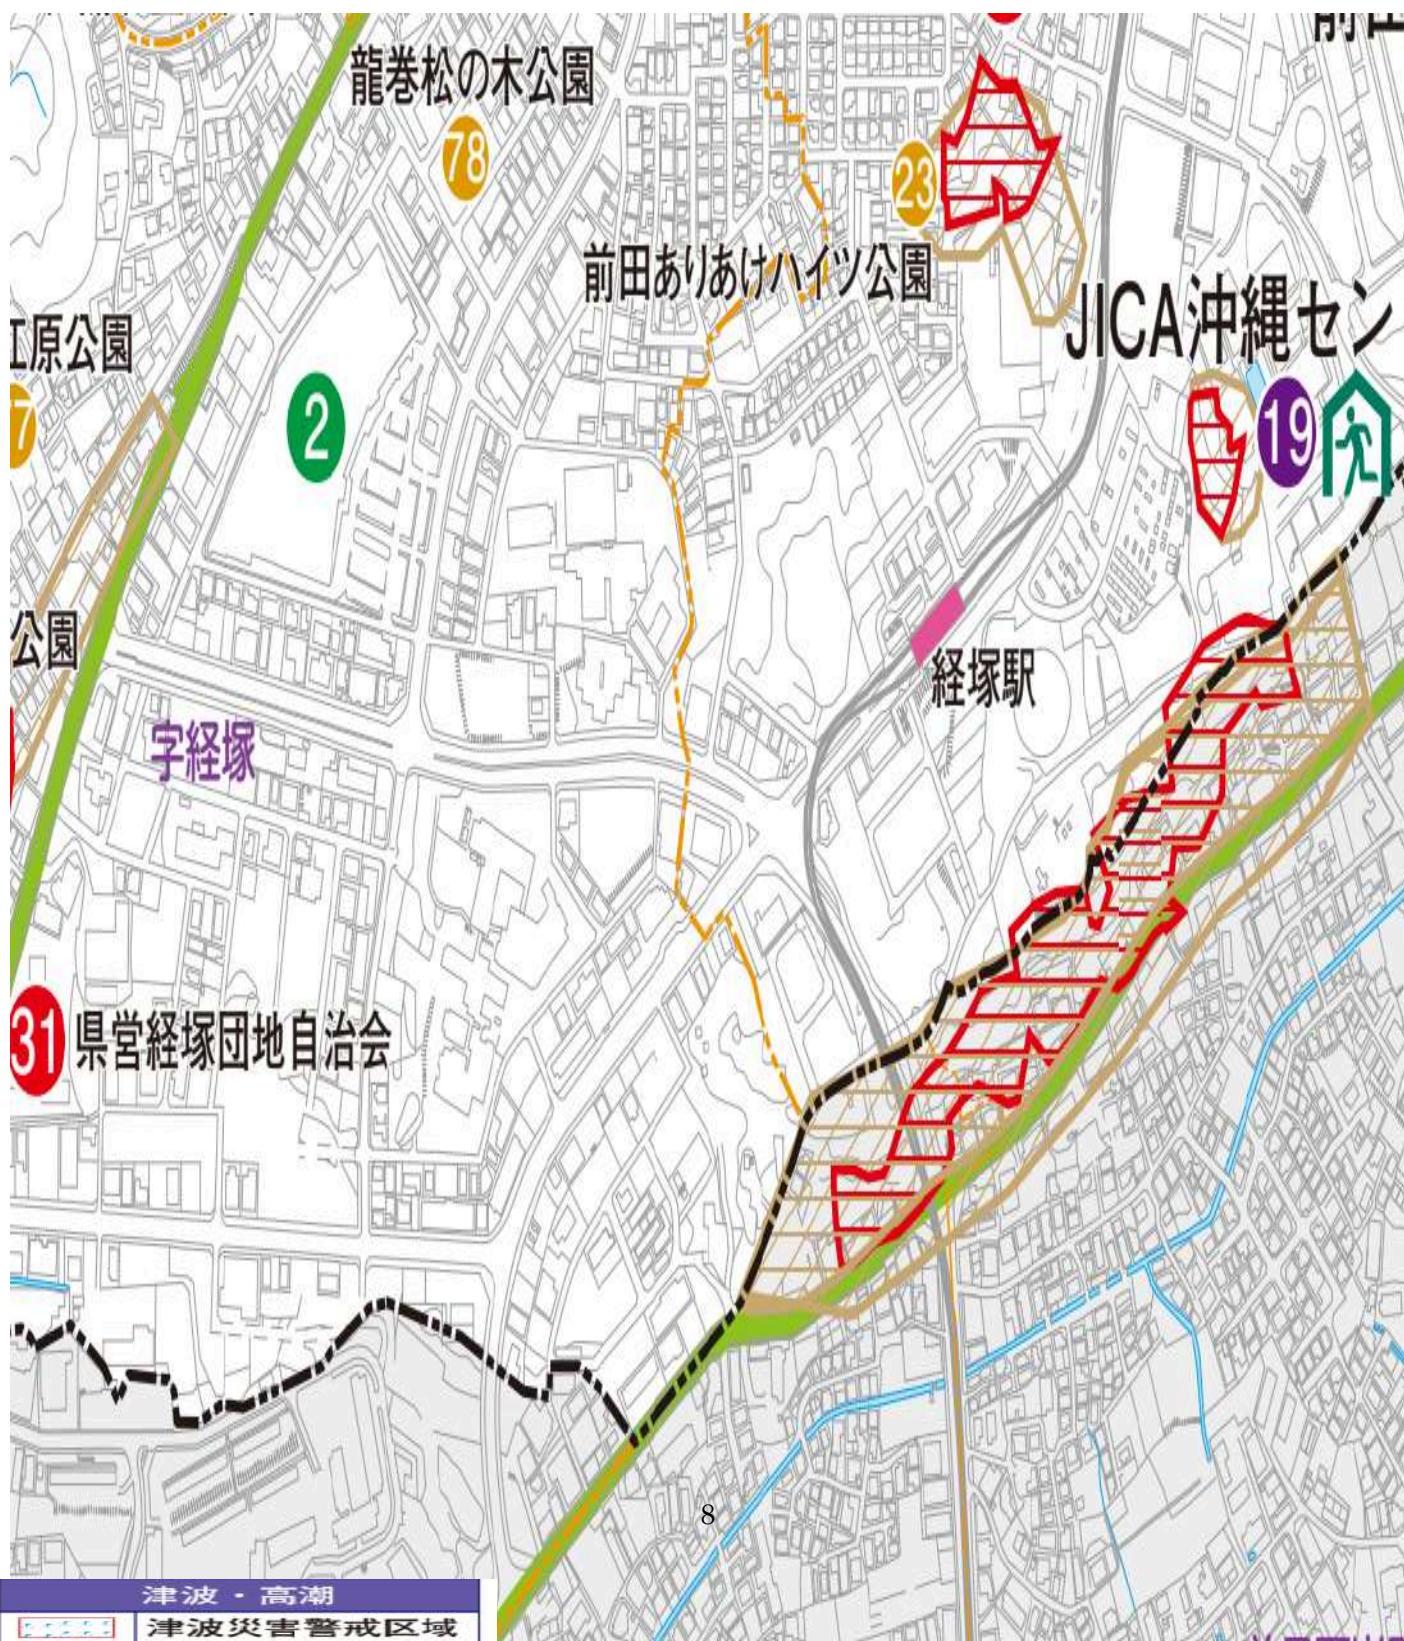 龍巻松の木公園
78
23
前田ありあけハイツ公園
JICA沖縄セン
原公園
7
2
19
公園
経塚駅
字経塚
31 県営経塚団地自治会
8
津波・高潮
津波災害警戒区域